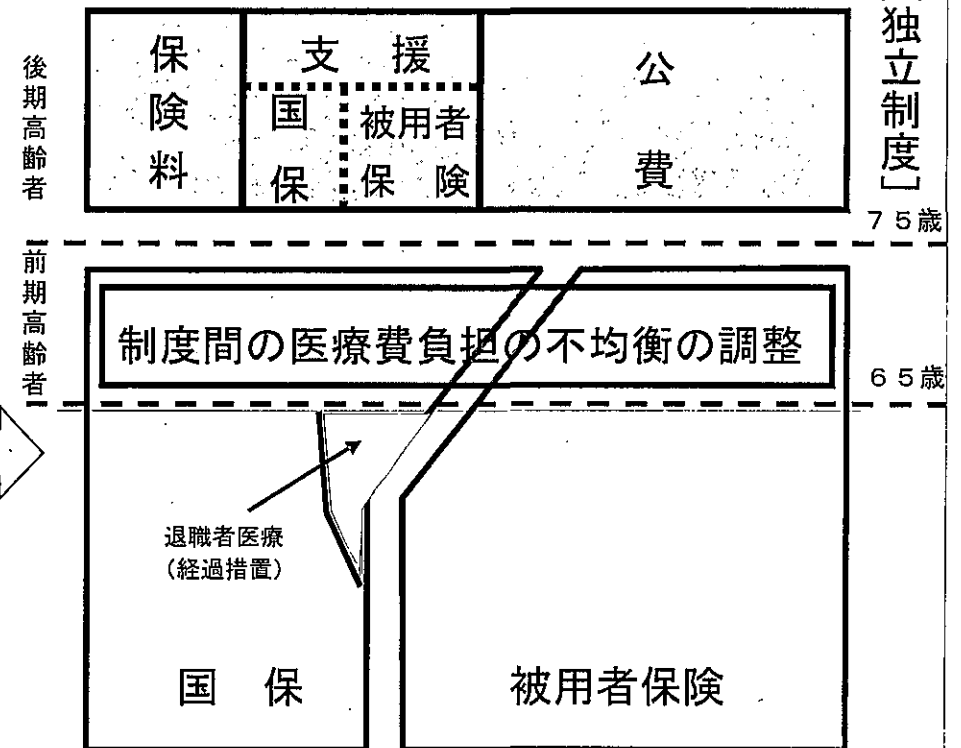 後期高齢者
保険料
支援
国保
被用者保険
公費
独立制度］
75歳
前期高齢者
制度間の医療費負担の不均衡の調整
65歳
退職者医療
（経過措置）
国保
被用者保険